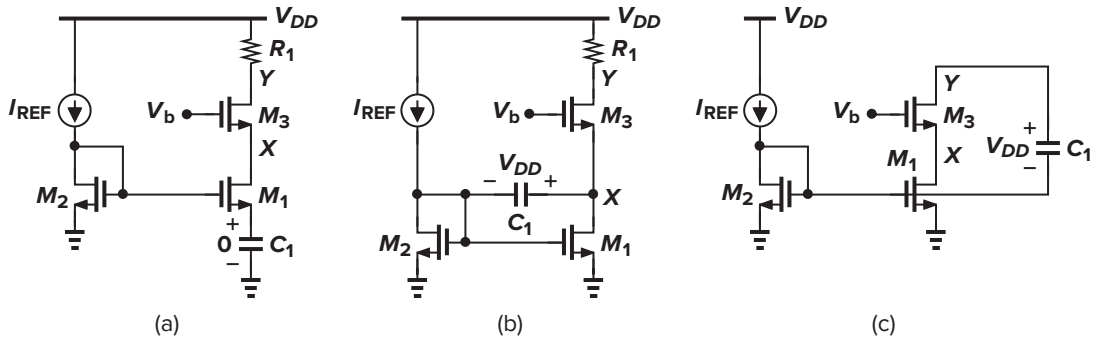 V_DD
R_1
Y
I_REF
V_b
M_3
X
M_2
M_1
+
0
C_1
−
(a)
V_DD
R_1
Y
I_REF
V_b
M_3
V_DD
− +
X
C_1
M_2
M_1
(b)
V_DD
Y
I_REF
V_b
M_3
+
V_DD
C_1
M_1
X
−
M_2
(c)